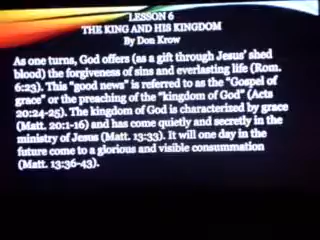 LESSON 6
THE KING AND HIS KINGDOM
By Don Krow
As one turns, God offers (as a gift through Jesus' shed
blood) the forgiveness of sins and everlasting life (Rom.
6:23). This "good news" is referred to as the "Gospel of
grace" or the preaching of the "kingdom of God" (Acts
20:24-25). The kingdom of God is characterized by grace
(Matt. 20:1-16) and has come quietly and secretly in the
ministry of Jesus (Matt. 13:33). It will one day in the
future come to a glorious and visible consummation
(Matt. 13:36-43).